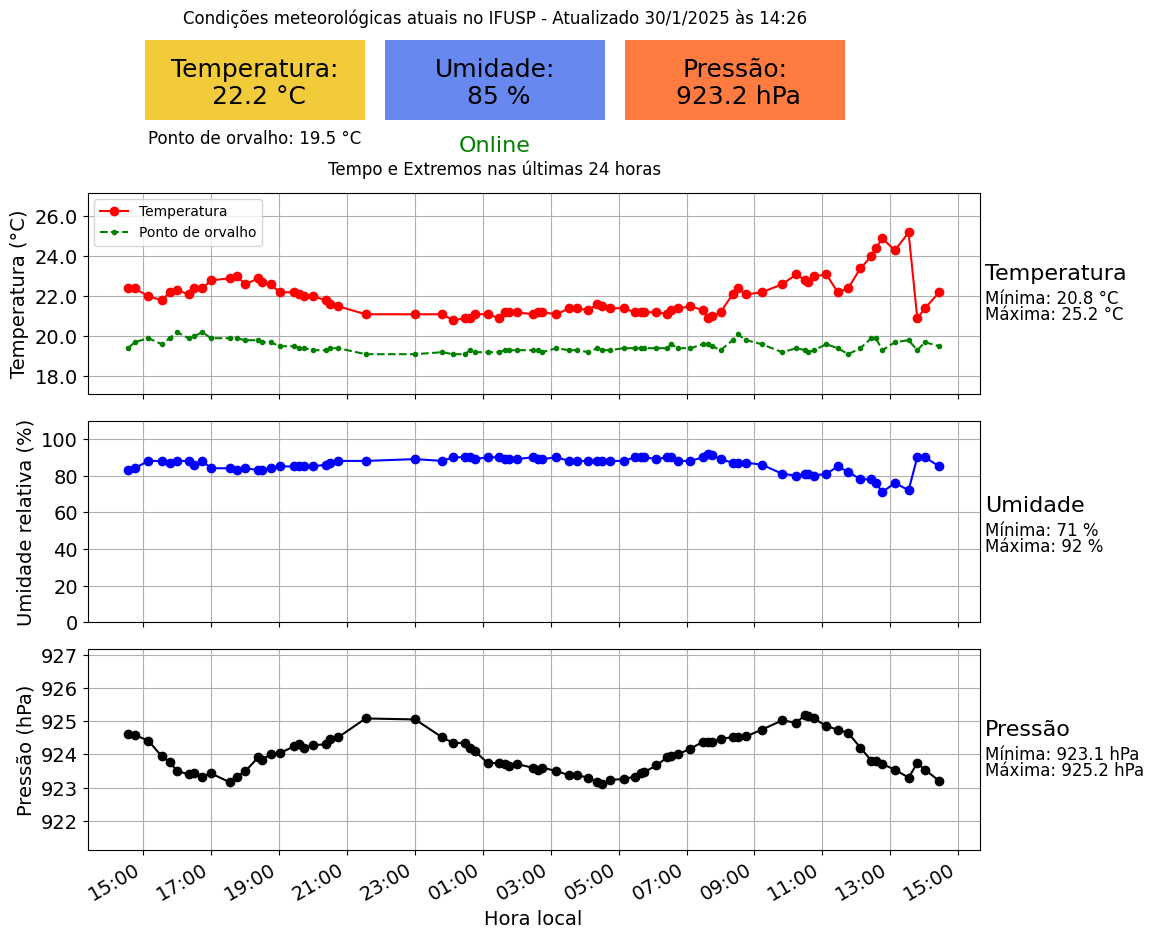 Condições meteorológicas atuais no IFUSP - Atualizado 30/1/2025 às 14:26
Temperatura:
22.2 °C
Umidade:
85 %
Pressão:
923.2 hPa
Ponto de orvalho: 19.5 °C
Online
Tempo e Extremos nas últimas 24 horas
Temperatura (°C)
26.0
24.0
22.0
20.0
18.0
Temperatura
Ponto de orvalho
Temperatura
Mínima: 20.8 °C
Máxima: 25.2 °C
Umidade relativa (%)
100
80
60
40
20
0
Umidade
Mínima: 71 %
Máxima: 92 %
Pressão (hPa)
927
926
925
924
923
922
Pressão
Mínima: 923.1 hPa
Máxima: 925.2 hPa
15:00
17:00
19:00
21:00
23:00
01:00
03:00
05:00
07:00
09:00
11:00
13:00
15:00
Hora local